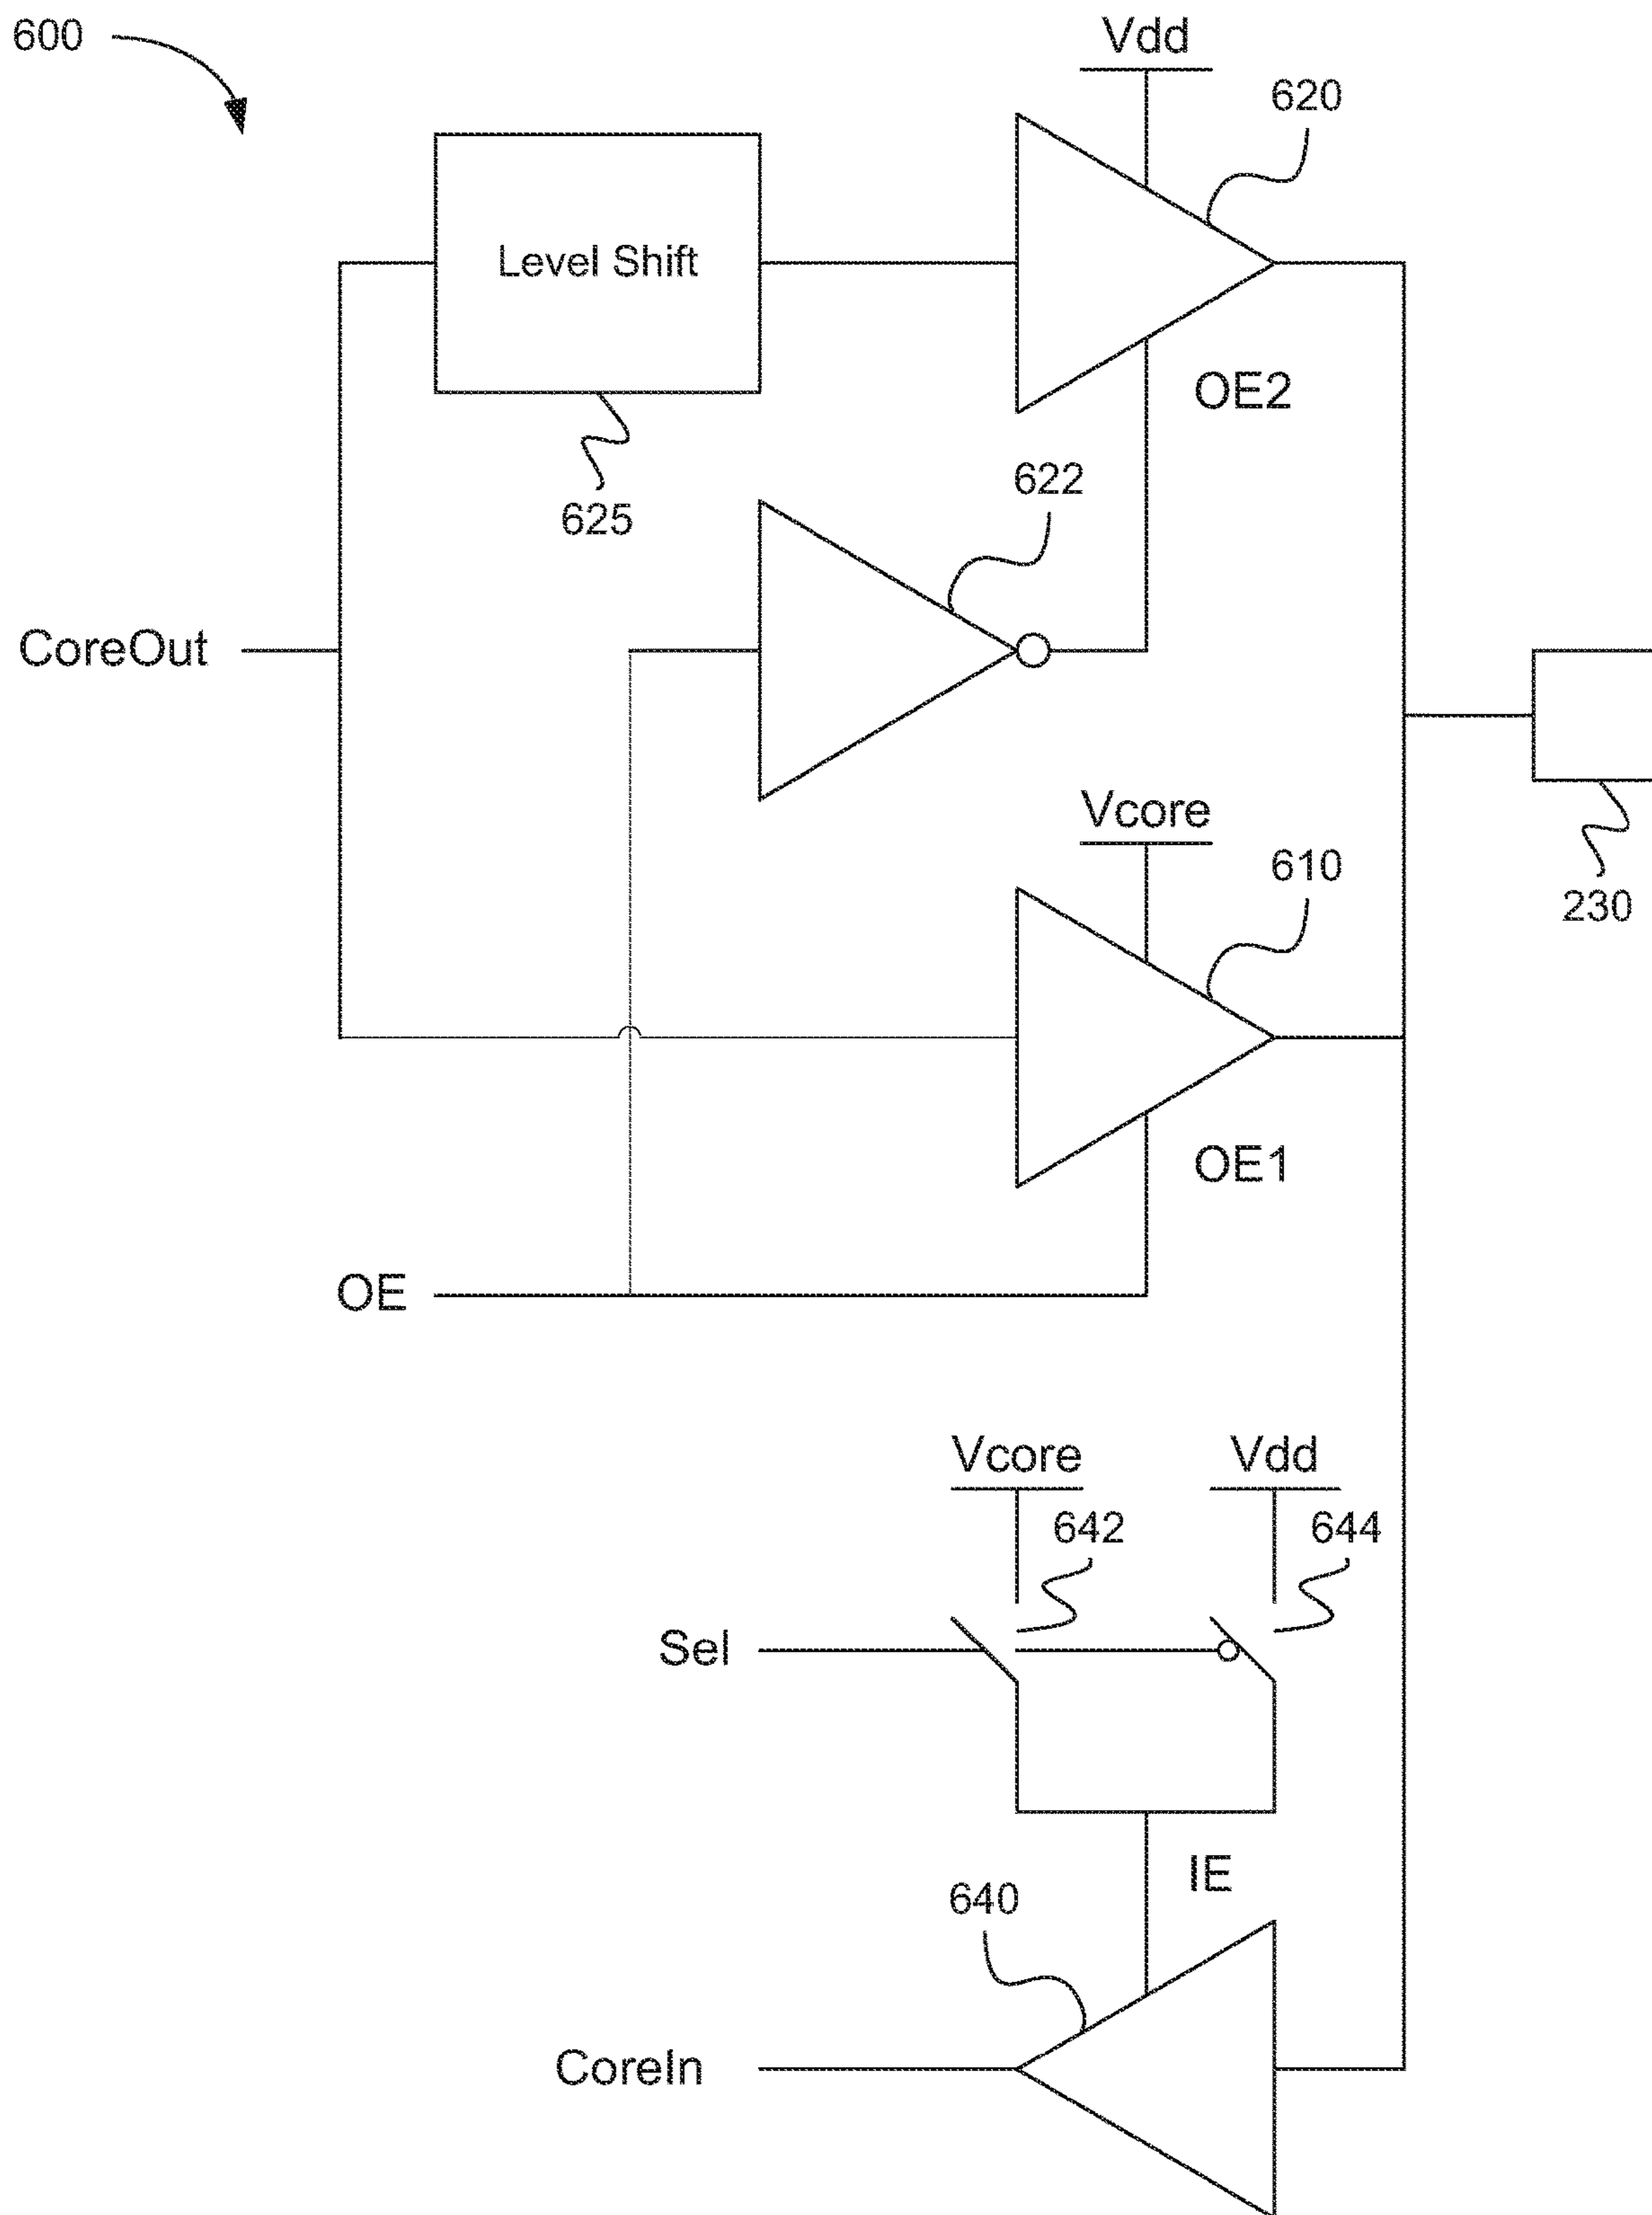 600
Vdd
620
Level Shift
OE2
622
625
CoreOut
Vcore
610
230
OE1
OE
Vcore
Vdd
642
644
Sel
IE
640
CoreIn